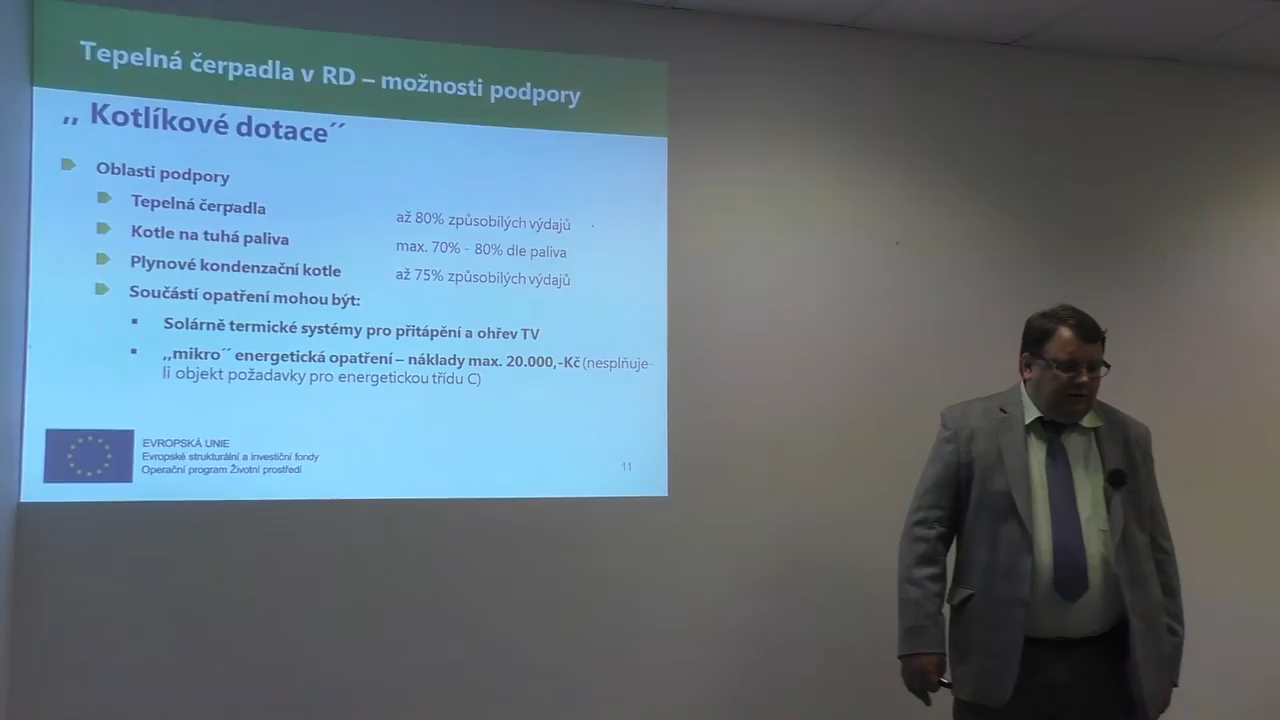 Tepelná čerpadla v RD – možnosti podpory
,, Kotlíkové dotace´´
Oblasti podpory
Tepelná čerpadla až 80% způsobilých výdajů
Kotle na tuhá paliva max. 70% - 80% dle paliva
Plynové kondenzační kotle až 75% způsobilých výdajů
Součástí opatření mohou být:
Solárně termické systémy pro přitápění a ohřev TV
,,mikro´´ energetická opatření – náklady max. 20.000,-Kč (nesplňuje-
li objekt požadavky pro energetickou třídu C)
EVROPSKÁ UNIE
Evropské strukturální a investiční fondy
Operační program Životní prostředí
11